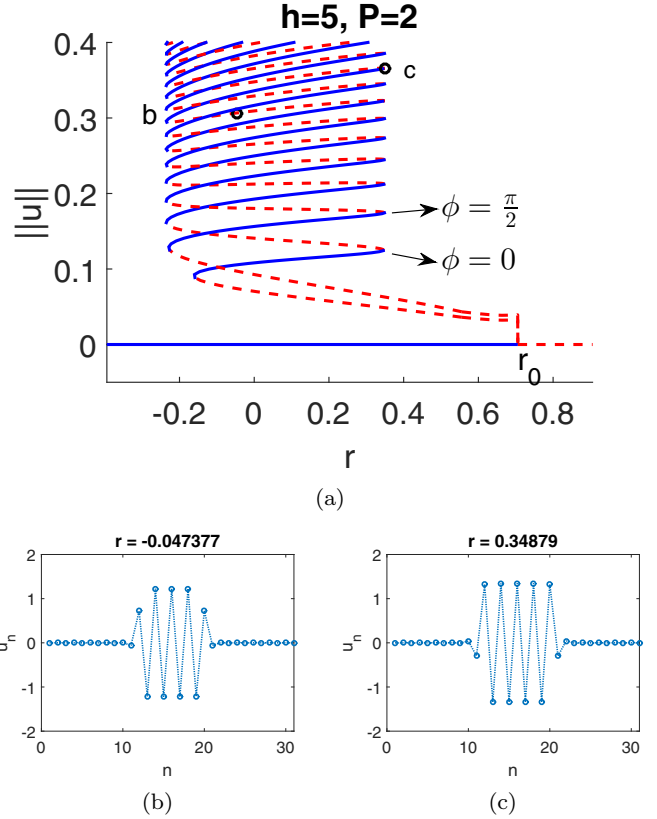 h=5, P=2
0.4
0.3
0.2
0.1
0
||u||
b
c
ϕ = π/2
ϕ = 0
r₀
-0.2 0 0.2 0.4 0.6 0.8
r
(a)
r = -0.047377
2
1
0
-1
-2
uₙ
0 10 20 30
n
(b)
r = 0.34879
2
1
0
-1
-2
uₙ
0 10 20 30
n
(c)